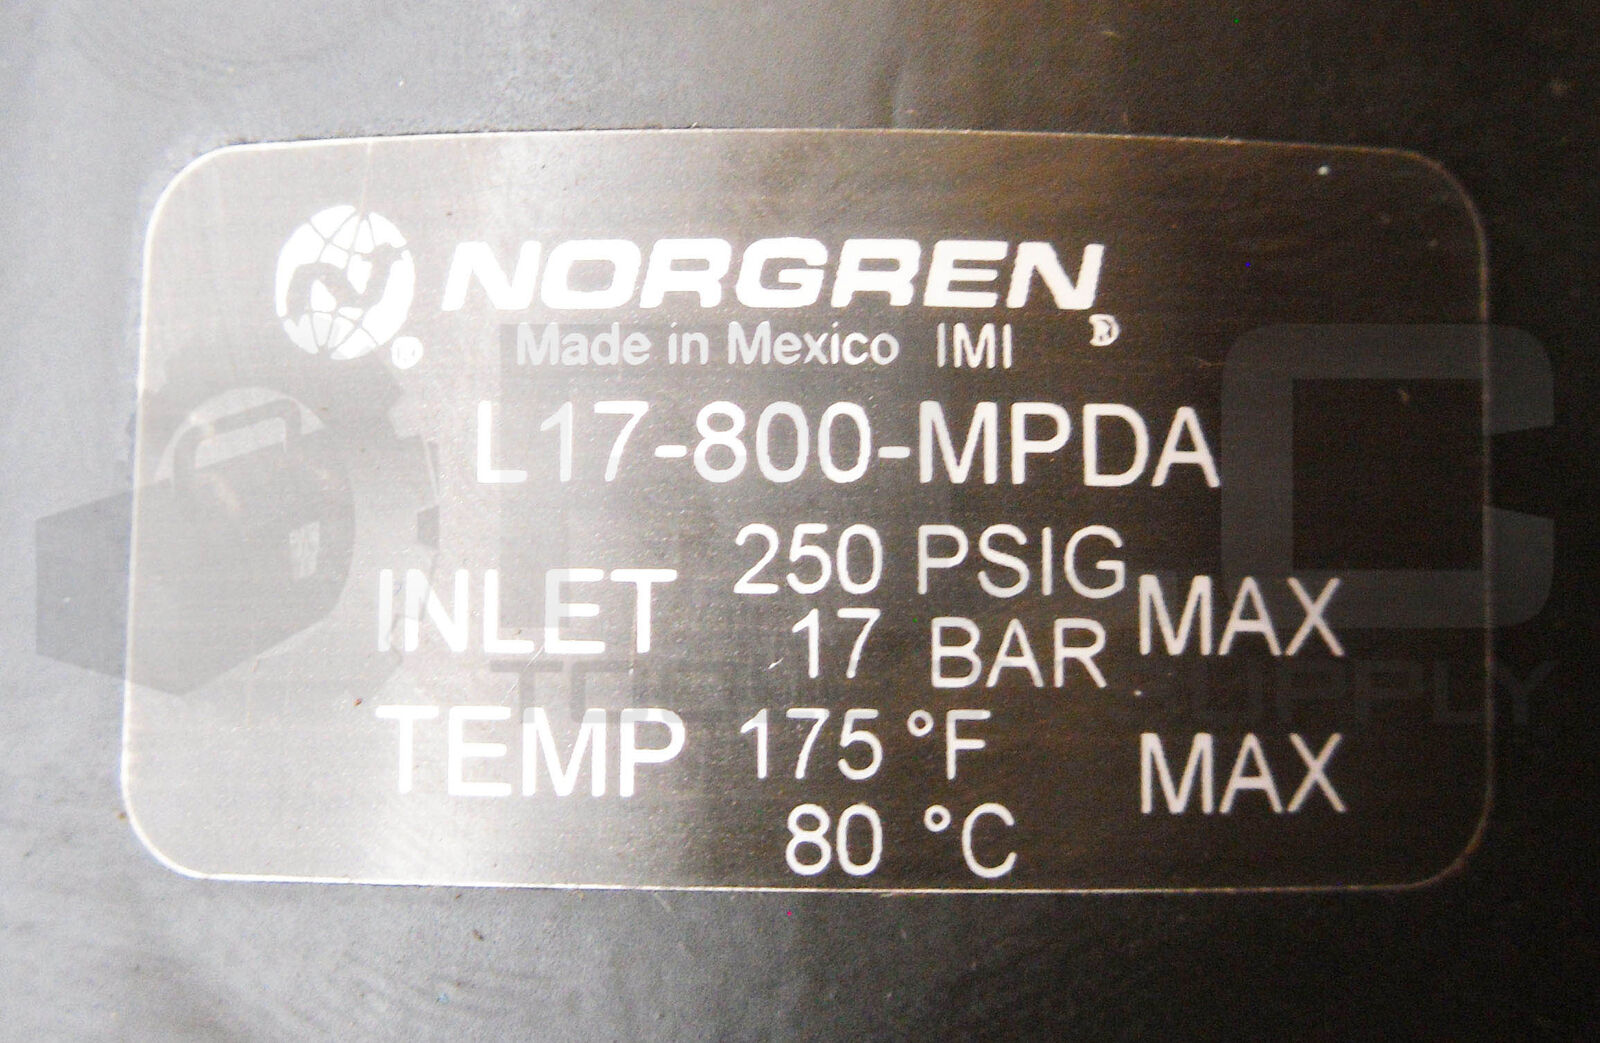 NORGREN®
Made in Mexico IMI
L17-800-MPDA
INLET 250 PSIG MAX
17 BAR
TEMP 175 °F MAX
80 °C